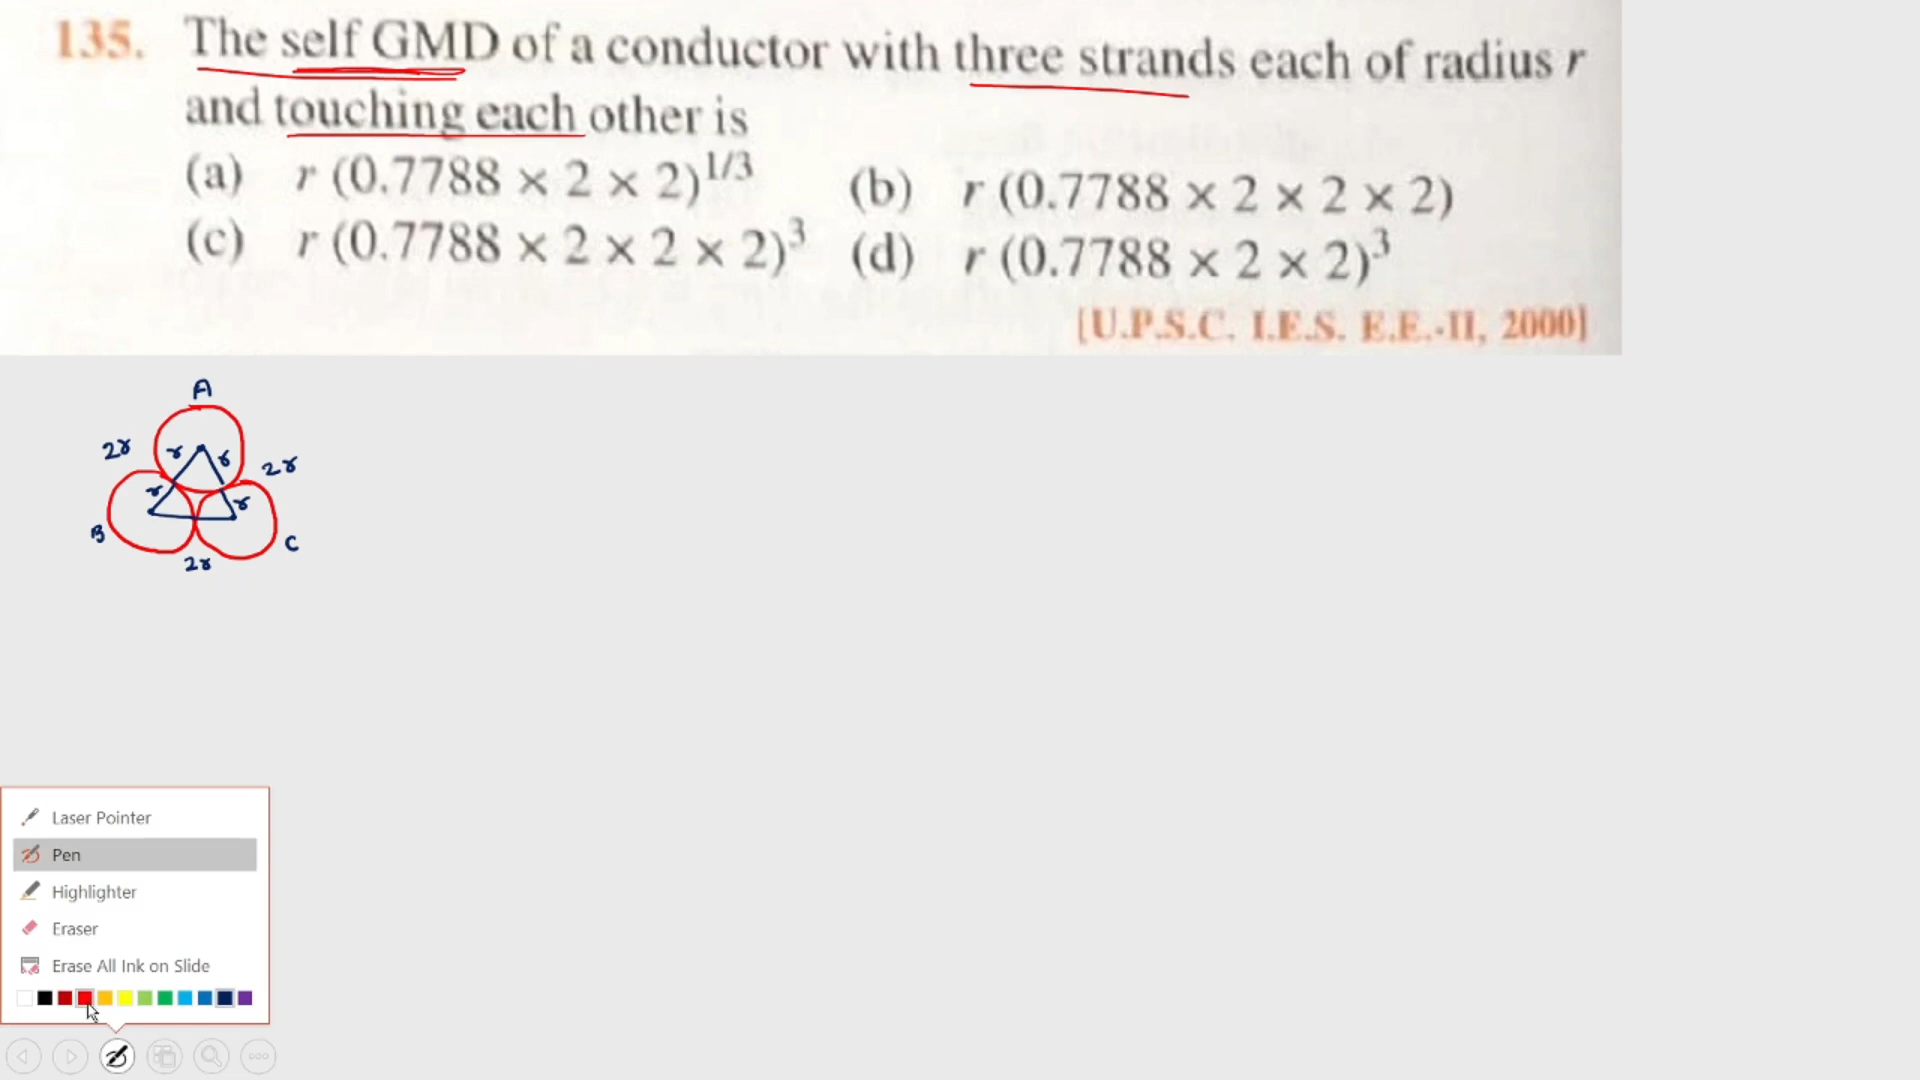 135. The self GMD of a conductor with three strands each of radius r
and touching each other is
(a) r (0.7788 × 2 × 2)^1/3 (b) r (0.7788 × 2 × 2 × 2)
(c) r (0.7788 × 2 × 2 × 2)^3 (d) r (0.7788 × 2 × 2)^3
[U.P.S.C. I.E.S. E.E.-II, 2000]
A
2r r r 2r
r r
B C
2r
Laser Pointer
Pen
Highlighter
Eraser
Erase All Ink on Slide